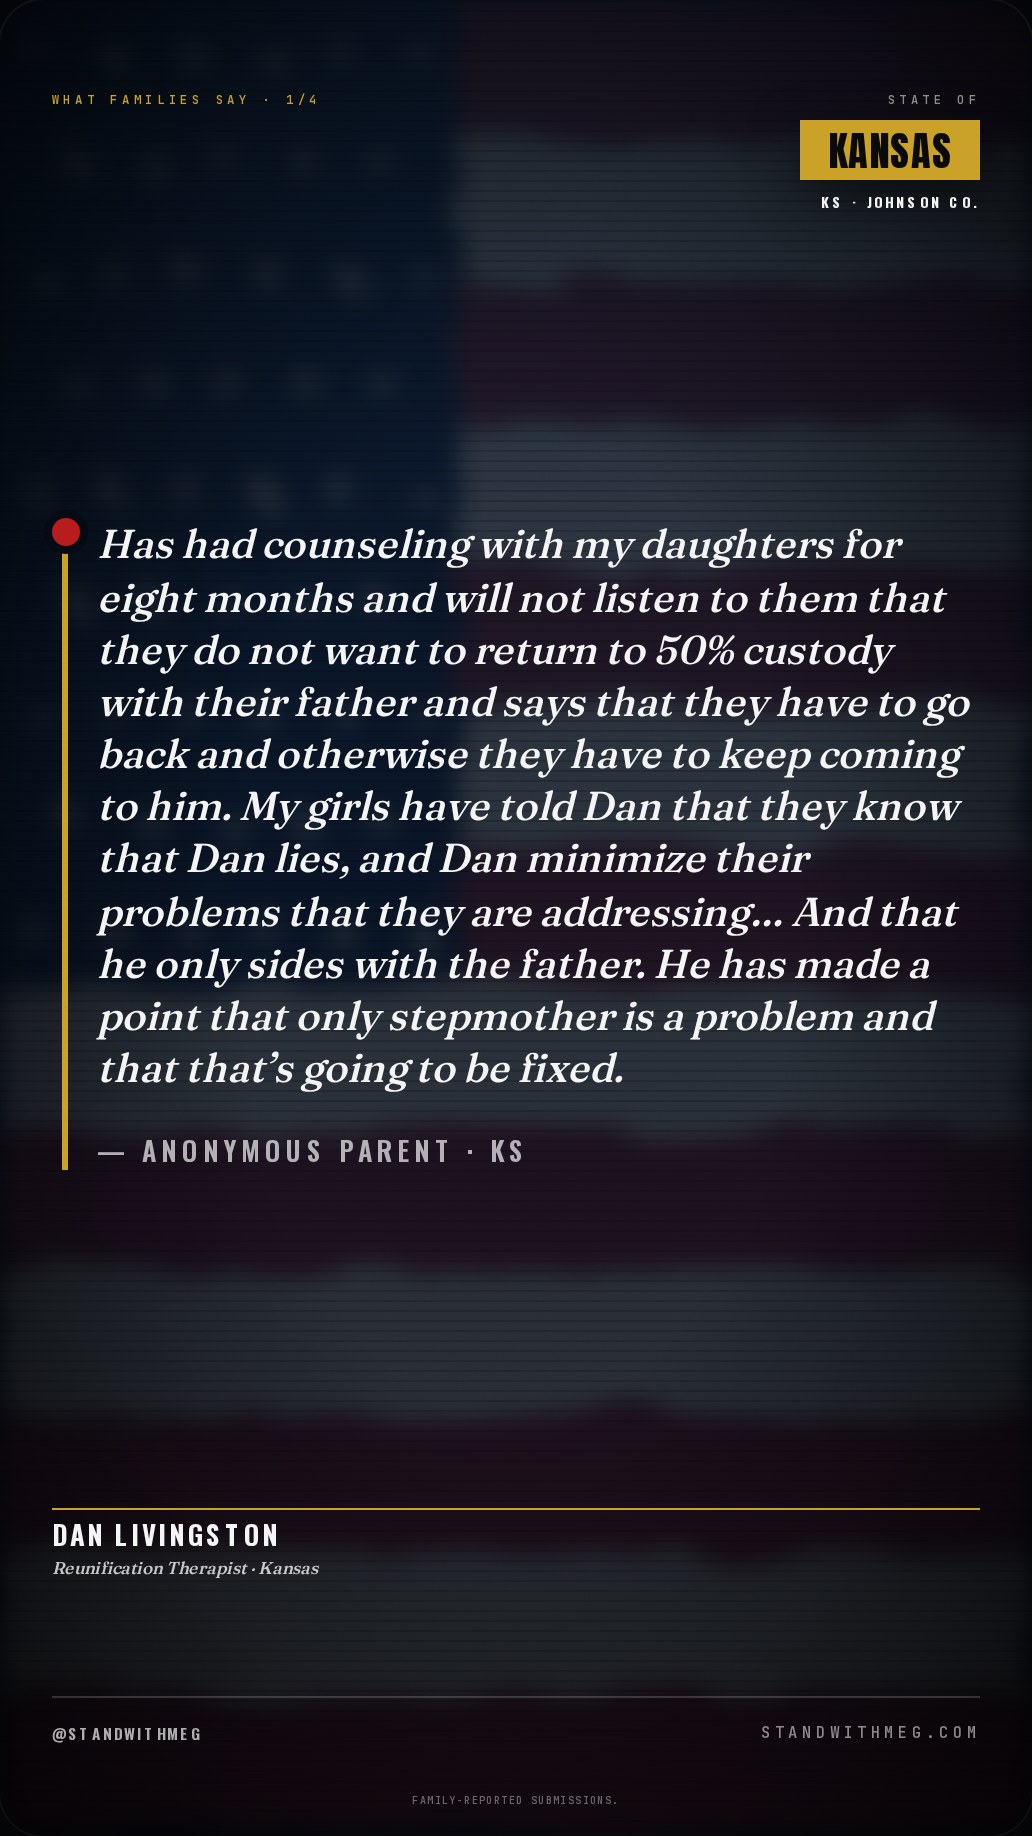 WHAT FAMILIES SAY · 1/4
STATE OF
KANSAS
KS · JOHNSON CO.
Has had counseling with my daughters for
eight months and will not listen to them that
they do not want to return to 50% custody
with their father and says that they have to go
back and otherwise they have to keep coming
to him. My girls have told Dan that they know
that Dan lies, and Dan minimize their
problems that they are addressing... And that
he only sides with the father. He has made a
point that only stepmother is a problem and
that that’s going to be fixed.
— ANONYMOUS PARENT · KS
DAN LIVINGSTON
Reunification Therapist · Kansas
@STANDWITHMEG
STANDWITHMEG.COM
FAMILY-REPORTED SUBMISSIONS.